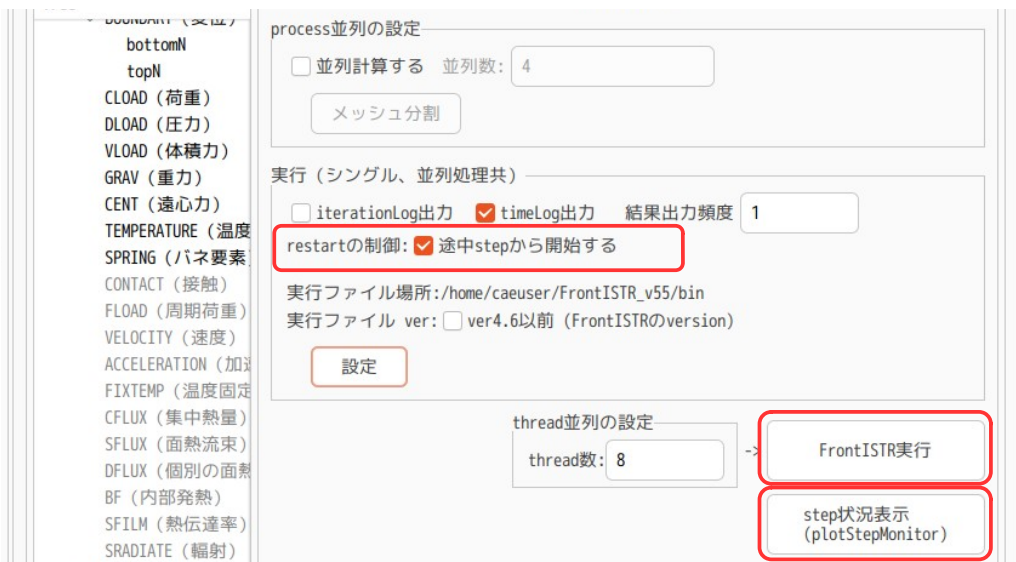 BOUNDARY (変位)
bottomN
topN
CLOAD (荷重)
DLOAD (圧力)
VLOAD (体積力)
GRAV (重力)
CENT (遠心力)
TEMPERATURE (温度
SPRING (バネ要素
CONTACT (接触)
FLOAD (周期荷重)
VELOCITY (速度)
ACCELERATION (加速
FIXTEMP (温度固定
CFLUX (集中熱量)
SFLUX (面熱流束)
DFLUX (個別の面熱
BF (内部発熱)
SFILM (熱伝達率)
SRADIATE (輻射)
process並列の設定
並列計算する 並列数: 4
メッシュ分割
実行 (シングル、並列処理共)
iterationLog出力 timeLog出力 結果出力頻度 1
restartの制御: 途中stepから開始する
実行ファイル場所:/home/caeuser/FrontISTR_v55/bin
実行ファイル ver: ver4.6以前 (FrontISTRのversion)
設定
thread並列の設定
thread数: 8
->
FrontISTR実行
step状況表示
(plotStepMonitor)